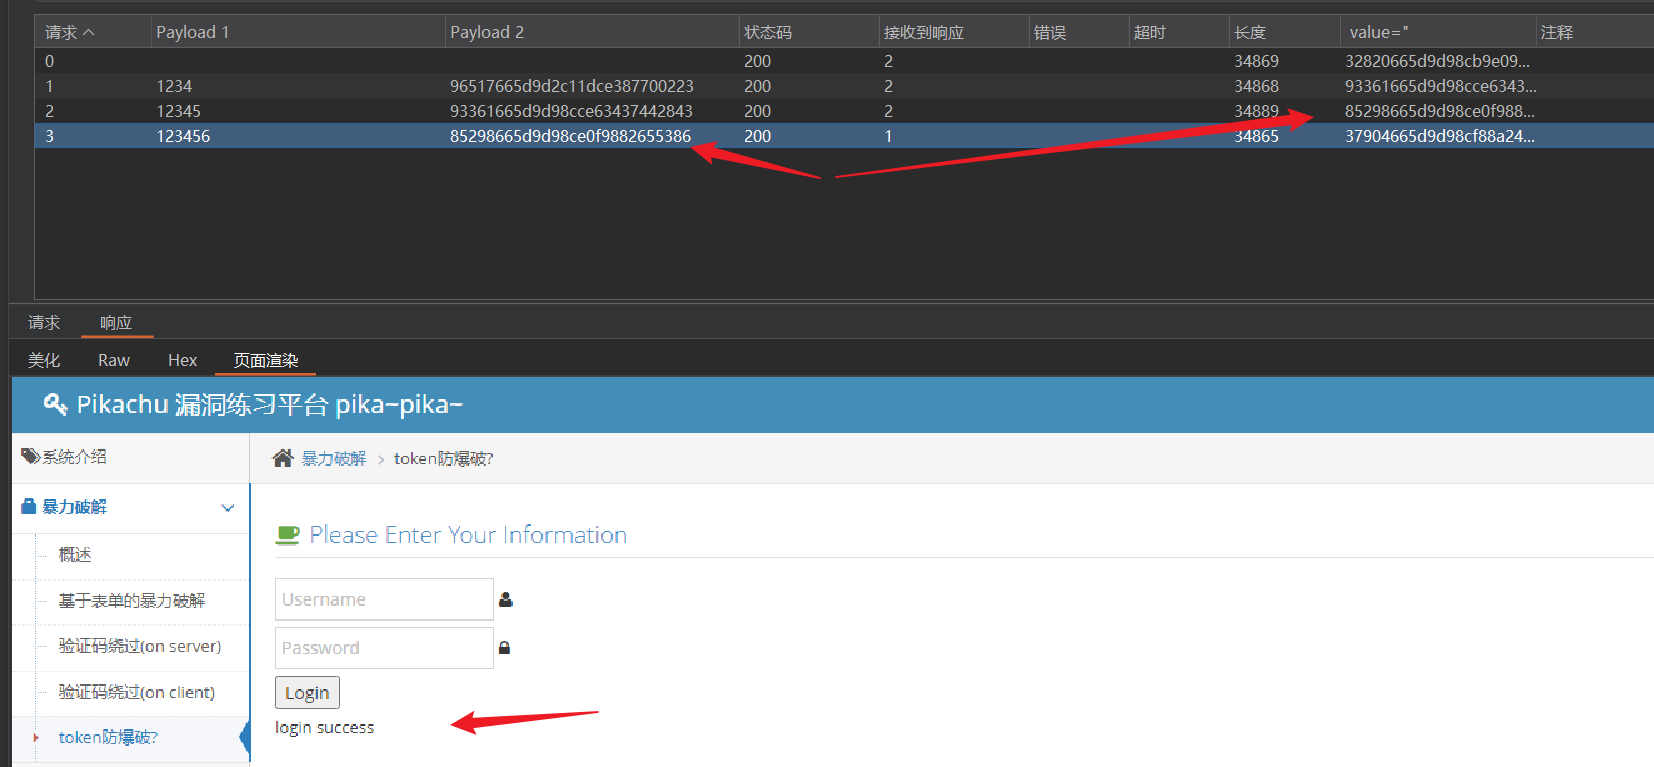 请求 Payload 1 Payload 2 状态码 接收到响应 错误 超时 长度 value=" 注释
0 200 2 34869 32820665d9d98cb9e09...
1 1234 96517665d9d2c11dce387700223 200 2 34868 93361665d9d98cce6343...
2 12345 93361665d9d98cce63437442843 200 2 34889 85298665d9d98ce0f988...
3 123456 85298665d9d98ce0f9882655386 200 1 34865 37904665d9d98cf88a24...
请求 响应
美化 Raw Hex 页面渲染
Pikachu 漏洞练习平台 pika~pika~
系统介绍
暴力破解 > token防爆破?
暴力破解
概述
基于表单的暴力破解
验证码绕过(on server)
验证码绕过(on client)
token防爆破?
Please Enter Your Information
Username
Password
Login
login success